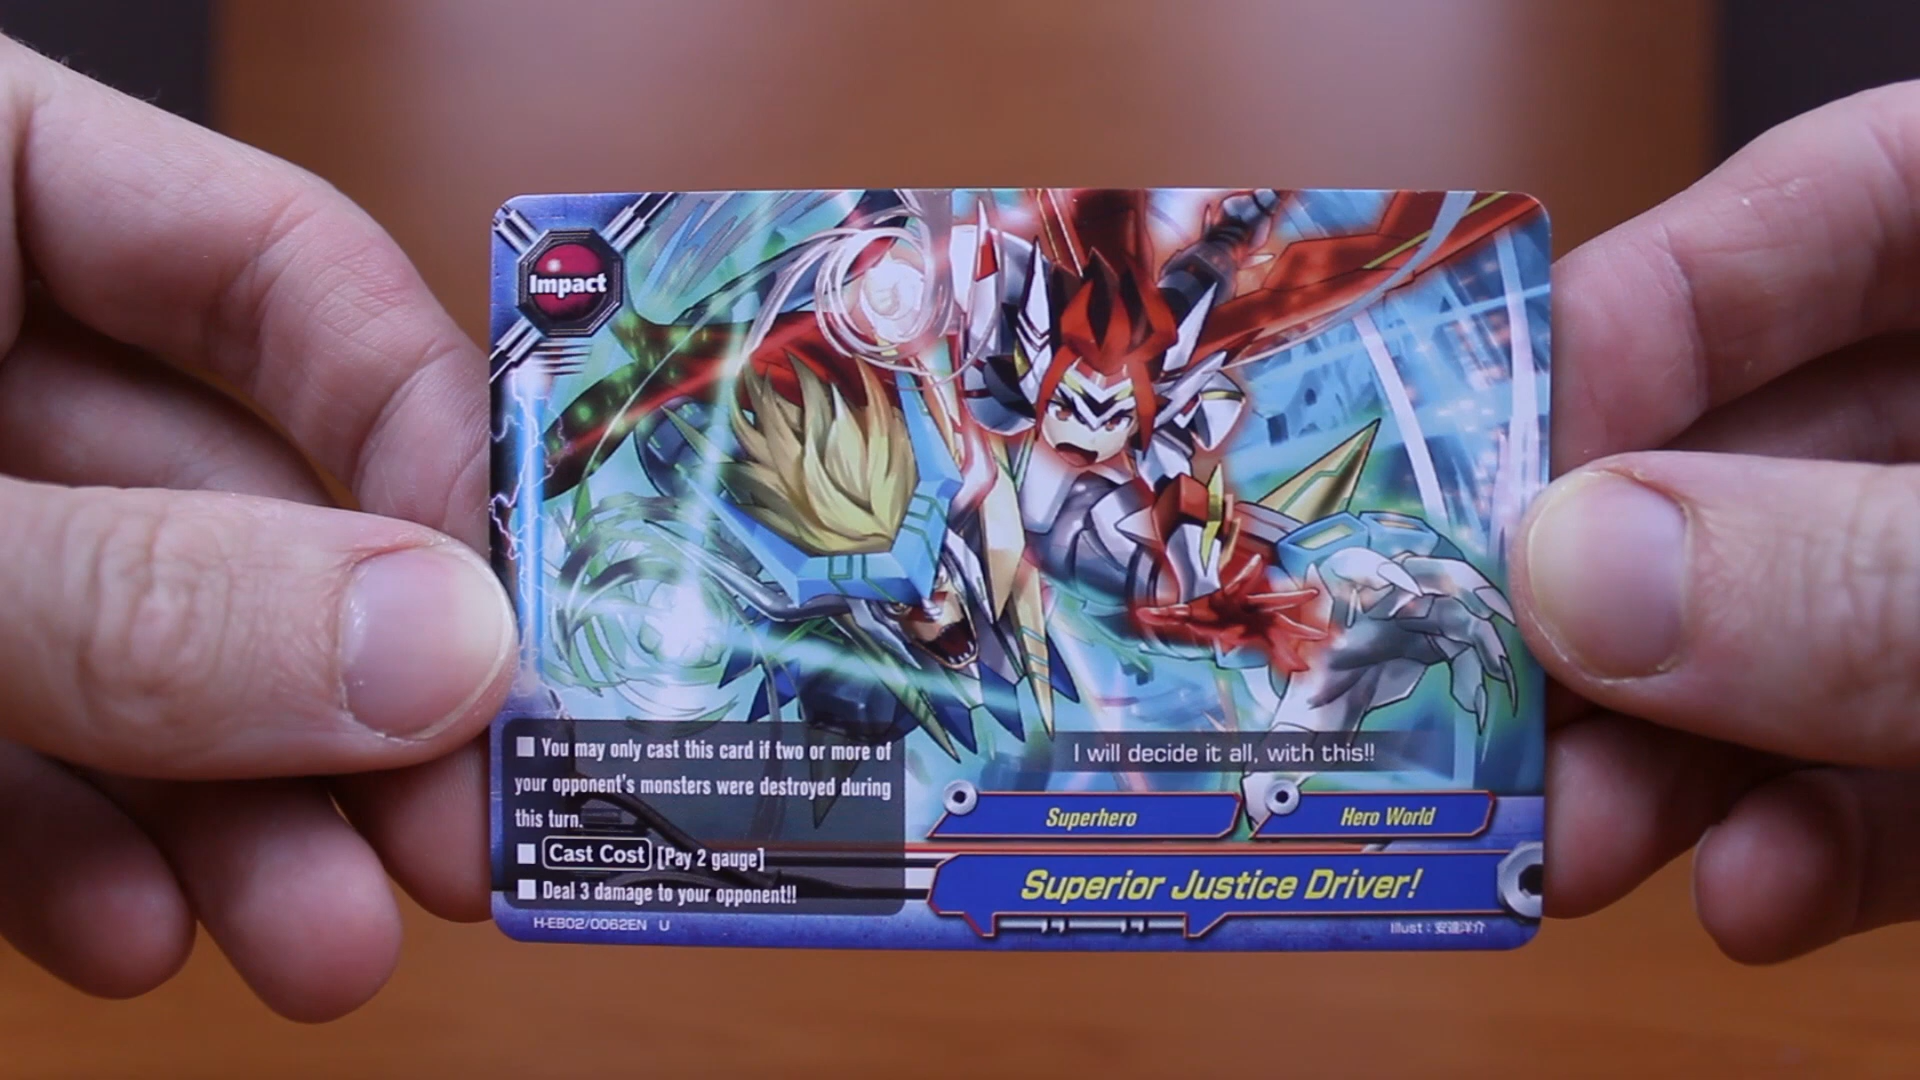 Impact
■ You may only cast this card if two or more of
your opponent's monsters were destroyed during
this turn.
■ Cast Cost [Pay 2 gauge]
■ Deal 3 damage to your opponent!!
I will decide it all, with this!!
Superhero
Hero World
Superior Justice Driver!
H-EB02/0062EN U
Illust : 安達洋介